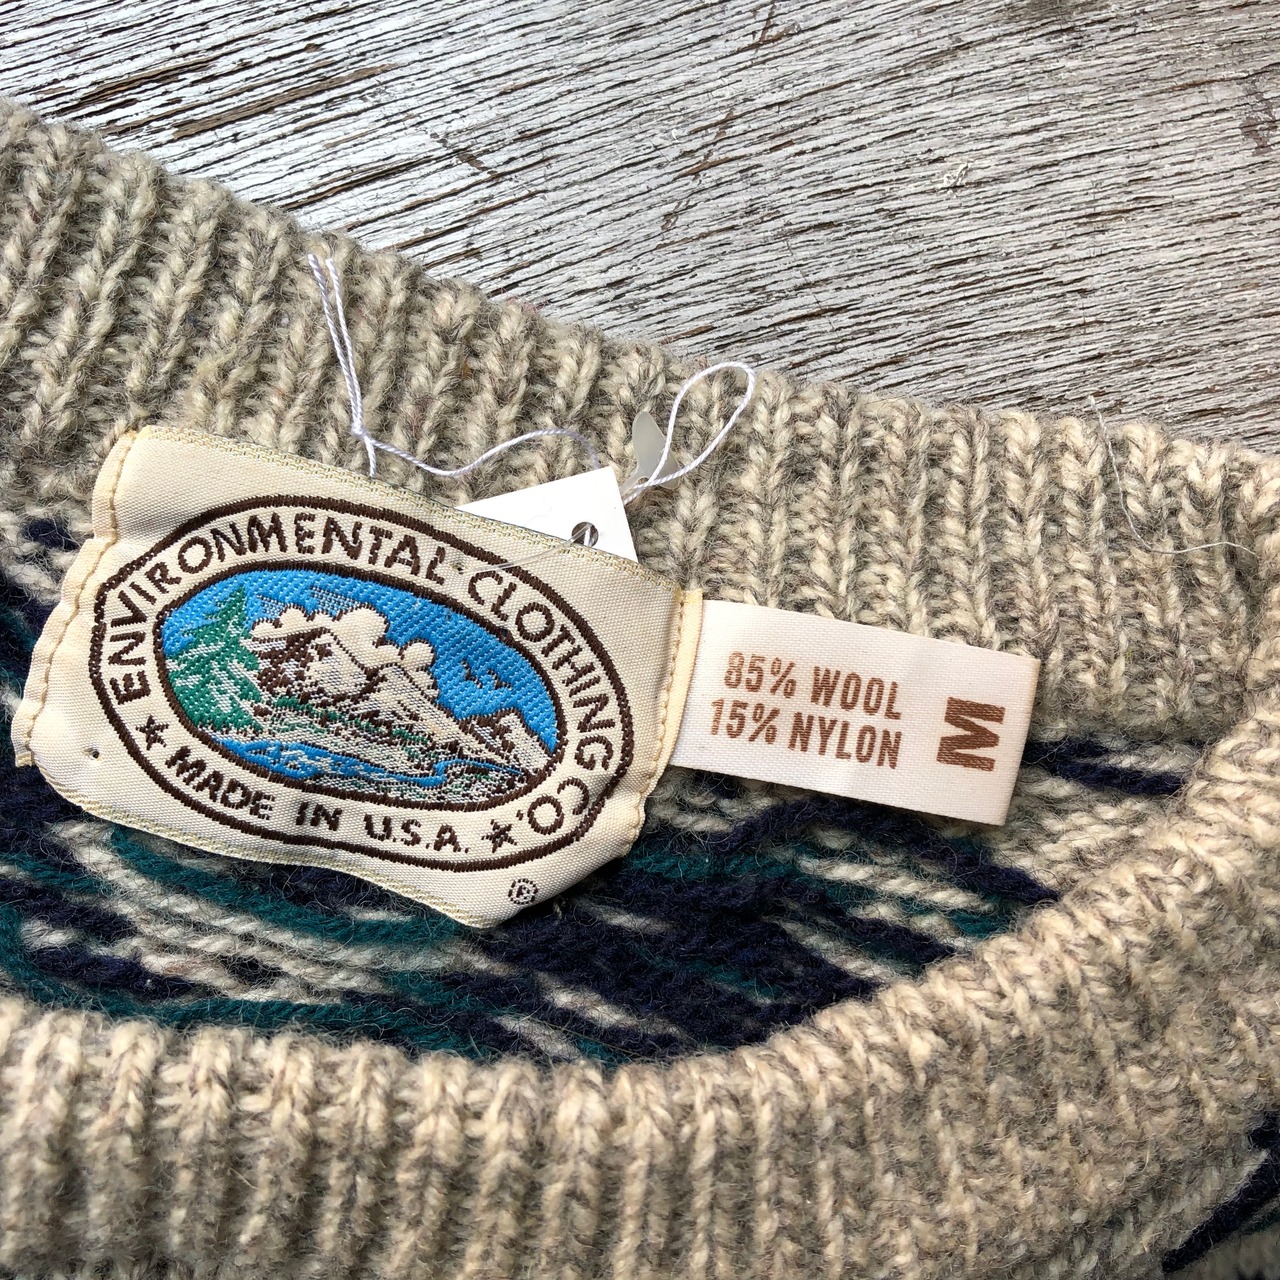 ENVIRONMENTAL CLOTHING CO.
★ MADE IN U.S.A. ★
®
85% WOOL
15% NYLON
M